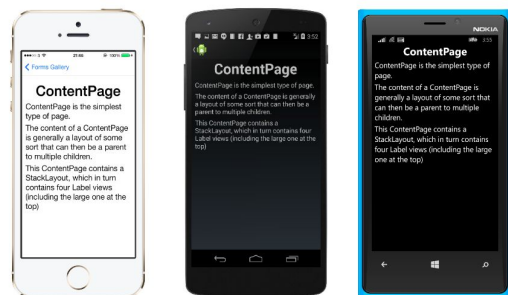 21:45
100%
Forms Gallery
ContentPage
ContentPage is the simplest
type of page.
The content of a ContentPage
is generally a layout of some
sort that can then be a parent
to multiple children.
This ContentPage contains a
StackLayout, which in turn
contains four Label views
(including the large one at the
top)
3:52
ContentPage
ContentPage is the simplest type of page.
The content of a ContentPage is generally
a layout of some sort that can then be a
parent to multiple children.
This ContentPage contains a
StackLayout, which in turn contains four
Label views (including the large one at the
top)
NOKIA
3:55
ContentPage
ContentPage is the simplest type of
page.
The content of a ContentPage is
generally a layout of some sort that
can then be a parent to multiple
children.
This ContentPage contains a
StackLayout, which in turn contains
four Label views (including the large
one at the top)